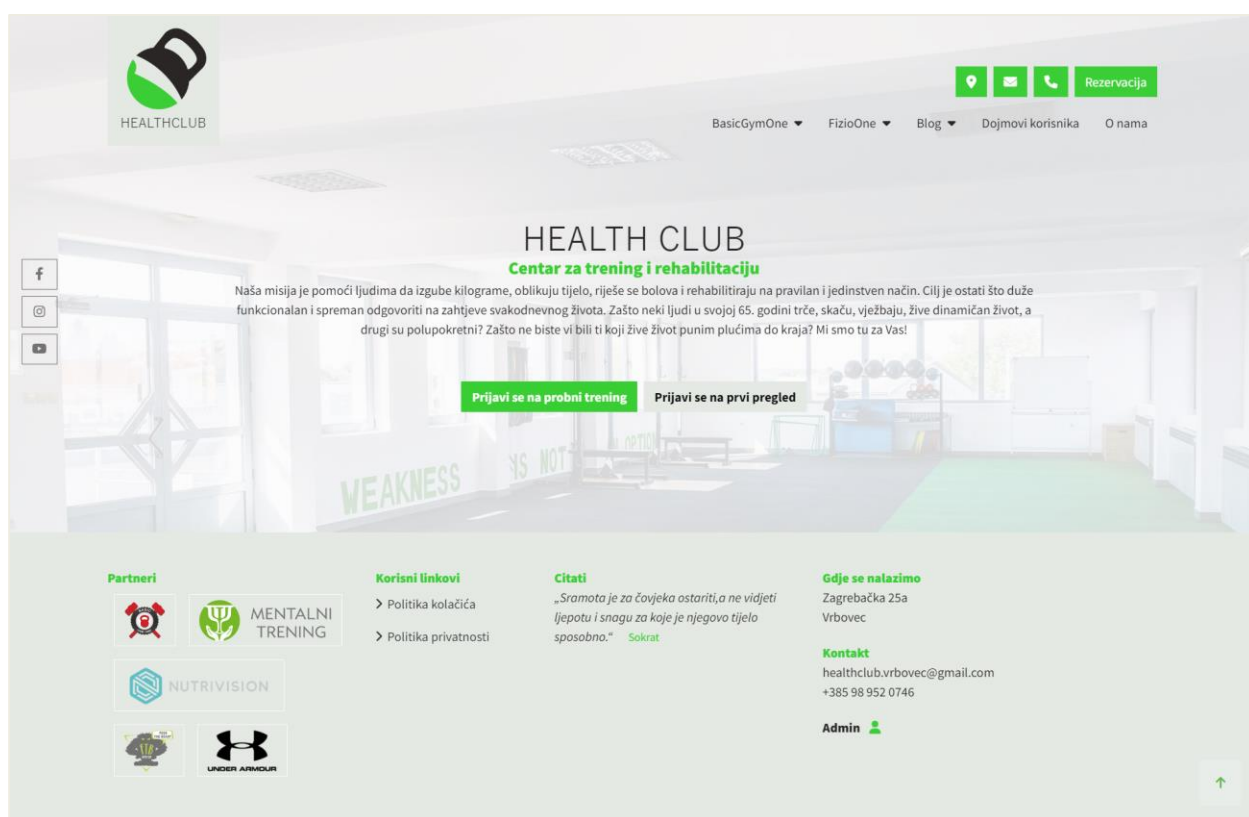 HEALTHCLUB
Rezervacija
BasicGymOne
FizioOne
Blog
Dojmovi korisnika
O nama
HEALTH CLUB
Centar za trening i rehabilitaciju
Naša misija je pomoći ljudima da izgube kilograme, oblikuju tijelo, riješe se bolova i rehabilitiraju na pravilan i jedinstven način. Cilj je ostati što duže
funkcionalan i spreman odgovoriti na zahtjeve svakodnevnog života. Zašto neki ljudi u svojoj 65. godini trče, skaču, vježbaju, žive dinamičan život, a
drugi su polupokretni? Zašto ne biste vi bili ti koji žive život punim plućima do kraja? Mi smo tu za Vas!
Prijavi se na probni trening
Prijavi se na prvi pregled
WEAKNESS IS NOT OPTION
Partneri
MENTALNI
TRENING
NUTRIVISION
UNDER ARMOUR
Korisni linkovi
Politika kolačića
Politika privatnosti
Citati
„Sramota je za čovjeka ostariti,a ne vidjeti
ljepotu i snagu za koje je njegovo tijelo
sposobno.“ Sokrat
Gdje se nalazimo
Zagrebačka 25a
Vrbovec
Kontakt
healthclub.vrbovec@gmail.com
+385 98 952 0746
Admin